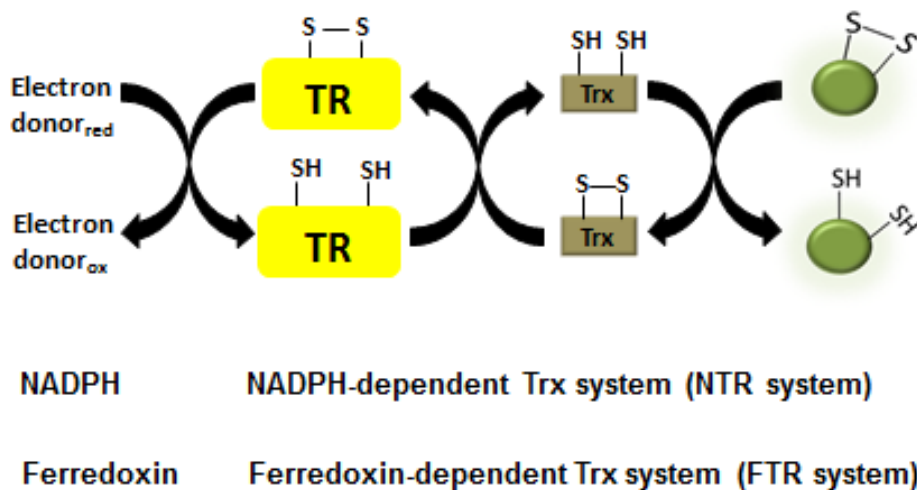 S — S
TR
SH SH
Trx
S
S
Electron
donorred
SH SH
TR
S—S
Trx
SH
SH
Electron
donorox
NADPH NADPH-dependent Trx system (NTR system)
Ferredoxin Ferredoxin-dependent Trx system (FTR system)